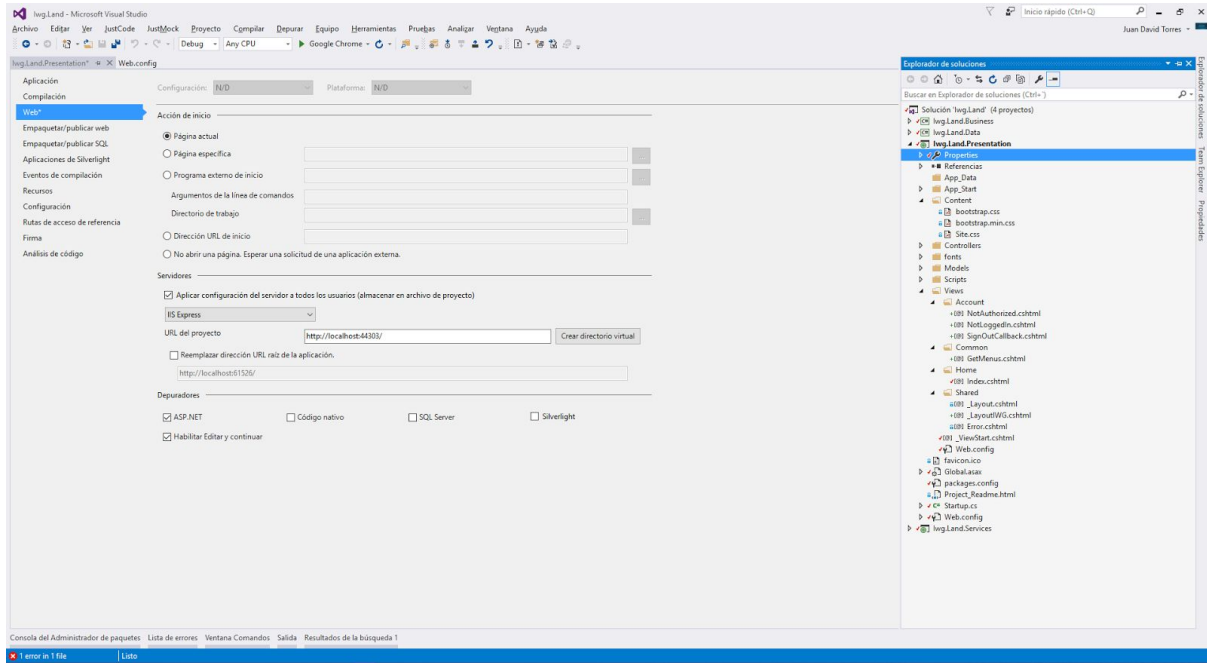 Iwg.Land - Microsoft Visual Studio
Inicio rápido (Ctrl+Q)
Archivo Editar Ver JustCode JustMock Proyecto Compilar Depurar Equipo Herramientas Pruebas Analizar Ventana Ayuda
Juan David Torres
Debug Any CPU Google Chrome
Iwg.Land.Presentation* Web.config
Aplicación
Compilación
Web*
Empaquetar/publicar web
Empaquetar/publicar SQL
Aplicaciones de Silverlight
Eventos de compilación
Recursos
Configuración
Rutas de acceso de referencia
Firma
Análisis de código
Configuración: N/D Plataforma: N/D
Acción de inicio
Página actual
Página específica
...
Programa externo de inicio
...
Argumentos de la línea de comandos
Directorio de trabajo
...
Dirección URL de inicio
No abrir una página. Esperar una solicitud de una aplicación externa.
Servidores
Aplicar configuración del servidor a todos los usuarios (almacenar en archivo de proyecto)
IIS Express
URL del proyecto http://localhost:44303/ Crear directorio virtual
Reemplazar dirección URL raíz de la aplicación.
http://localhost:61526/
Depuradores
ASP.NET Código nativo SQL Server Silverlight
Habilitar Editar y continuar
Explorador de soluciones
Buscar en Explorador de soluciones (Ctrl+´)
Solución 'Iwg.Land' (4 proyectos)
Iwg.Land.Business
Iwg.Land.Data
Iwg.Land.Presentation
Properties
Referencias
App_Data
App_Start
Content
bootstrap.css
bootstrap.min.css
Site.css
Controllers
fonts
Models
Scripts
Views
Account
NotAuthorized.cshtml
NotLoggedIn.cshtml
SignOutCallback.cshtml
Common
GetMenus.cshtml
Home
Index.cshtml
Shared
_Layout.cshtml
_LayoutIWG.cshtml
Error.cshtml
_ViewStart.cshtml
Web.config
favicon.ico
Global.asax
packages.config
Project_Readme.html
Startup.cs
Web.config
Iwg.Land.Services
Explorador de soluciones
Team Explorer
Propiedades
Consola del Administrador de paquetes Lista de errores Ventana Comandos Salida Resultados de la búsqueda 1
1 error in 1 file Listo